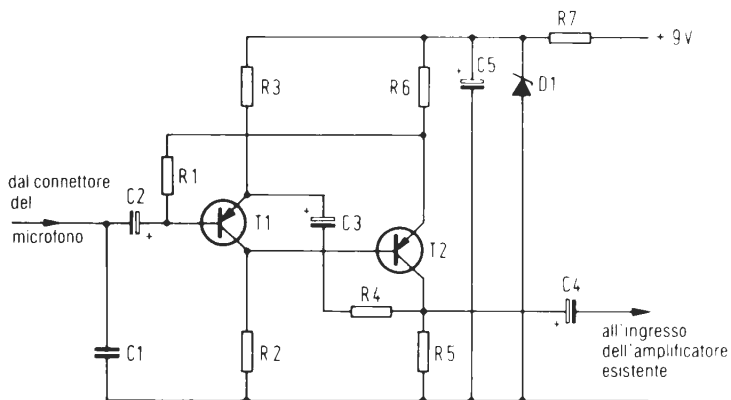 R7
+ 9V
C5
D1
R3
R6
R1
dal connettore
del
microfono
C2
+
T1
+
C3
T2
R4
C4
+
+
C1
R2
R5
all'ingresso
dell'amplificatore
esistente